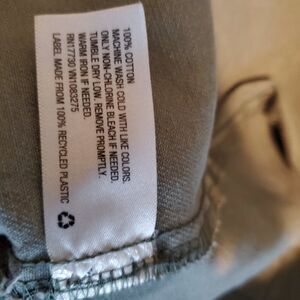 100% COTTON
MACHINE WASH COLD WITH LIKE COLORS.
ONLY NON-CHLORINE BLEACH IF NEEDED.
TUMBLE DRY LOW. REMOVE PROMPTLY.
WARM IRON IF NEEDED.
RN17730 VN1083275
LABEL MADE FROM 100% RECYCLED PLASTIC